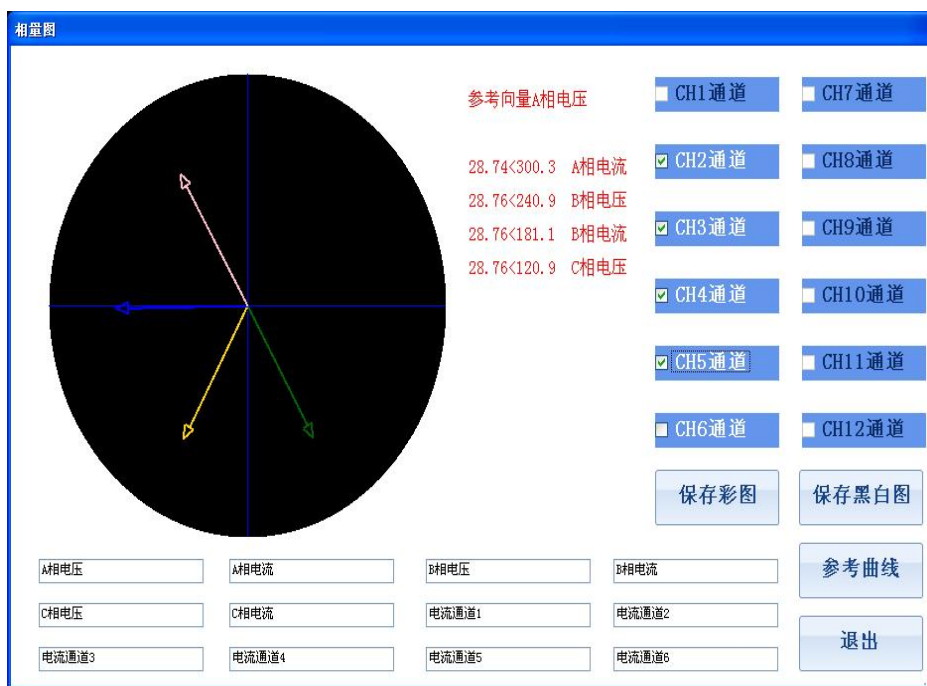 相量图
参考向量A相电压
28.74<300.3 A相电流
28.76<240.9 B相电压
28.76<181.1 B相电流
28.76<120.9 C相电压
CH1通道 CH7通道
CH2通道 CH8通道
CH3通道 CH9通道
CH4通道 CH10通道
CH5通道 CH11通道
CH6通道 CH12通道
保存彩图 保存黑白图
参考曲线
退出
A相电压 A相电流 B相电压 B相电流
C相电压 C相电流 电流通道1 电流通道2
电流通道3 电流通道4 电流通道5 电流通道6